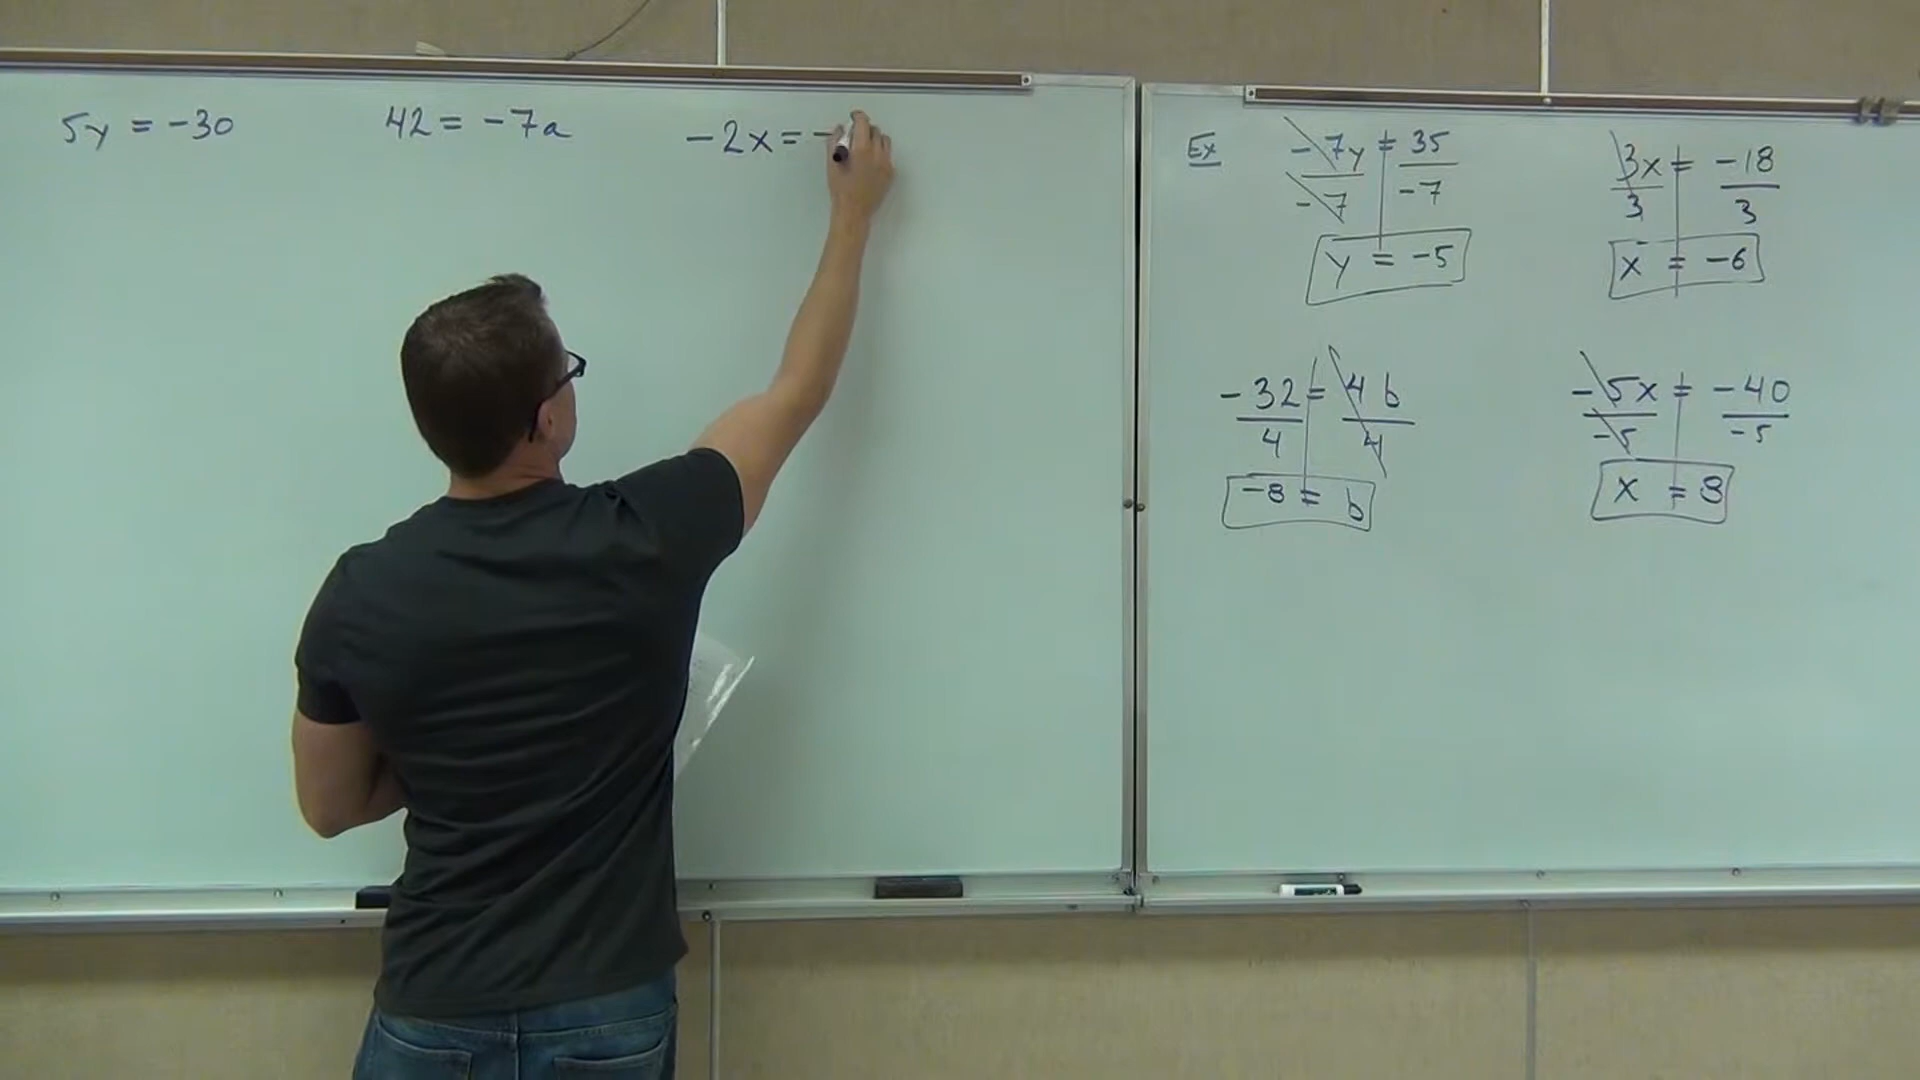 5y = -30
42 = -7a
-2x = -
Ex
-7y = 35
-7 -7
y = -5
3x = -18
3 3
x = -6
-32 = 4b
4 4
-8 = b
-5x = -40
-5 -5
x = 8